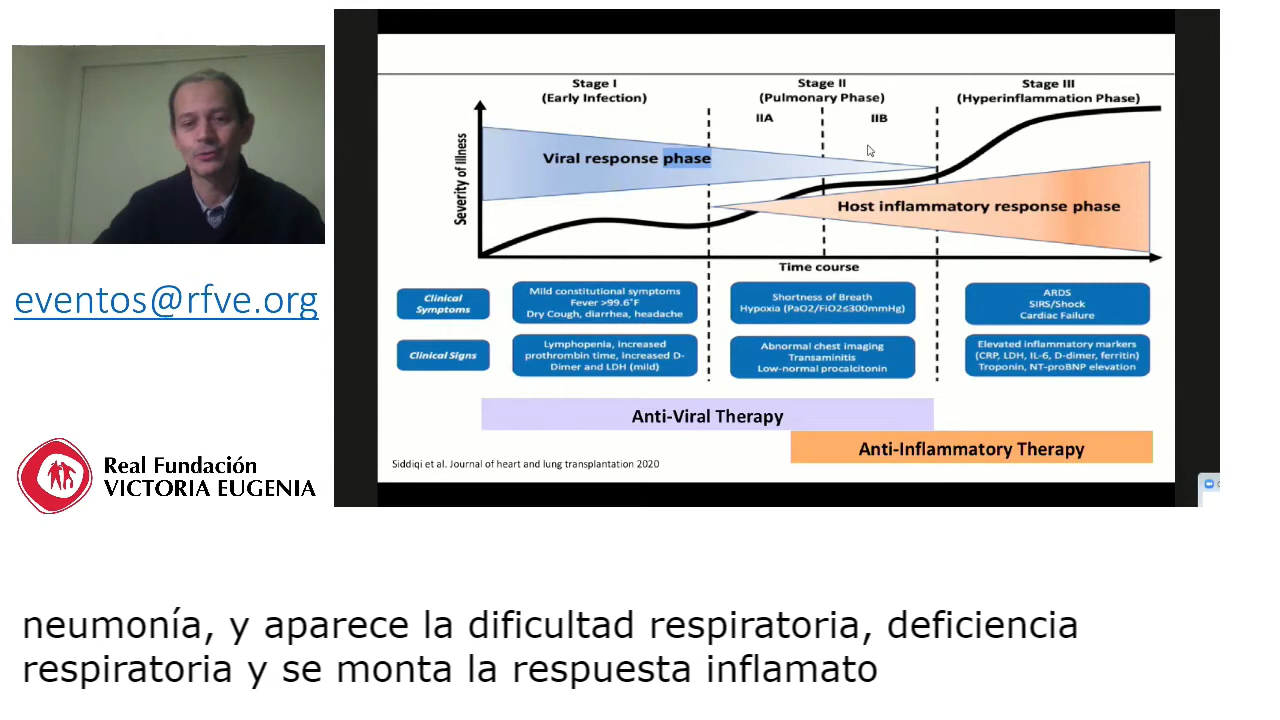 eventos@rfve.org
Real Fundación
VICTORIA EUGENIA
Stage I
(Early Infection)
Stage II
(Pulmonary Phase)
Stage III
(Hyperinflammation Phase)
IIA
IIB
Severity of Illness
Viral response phase
Host inflammatory response phase
Time course
Clinical
Symptoms
Mild constitutional symptoms
Fever >99.6°F
Dry Cough, diarrhea, headache
Shortness of Breath
Hypoxia (PaO2/FiO2≤300mmHg)
ARDS
SIRS/Shock
Cardiac Failure
Clinical Signs
Lymphopenia, increased
prothrombin time, increased D-
Dimer and LDH (mild)
Abnormal chest imaging
Transaminitis
Low-normal procalcitonin
Elevated inflammatory markers
(CRP, LDH, IL-6, D-dimer, ferritin)
Troponin, NT-proBNP elevation
Anti-Viral Therapy
Anti-Inflammatory Therapy
Siddiqi et al. Journal of heart and lung transplantation 2020
neumonía, y aparece la dificultad respiratoria, deficiencia
respiratoria y se monta la respuesta inflamato